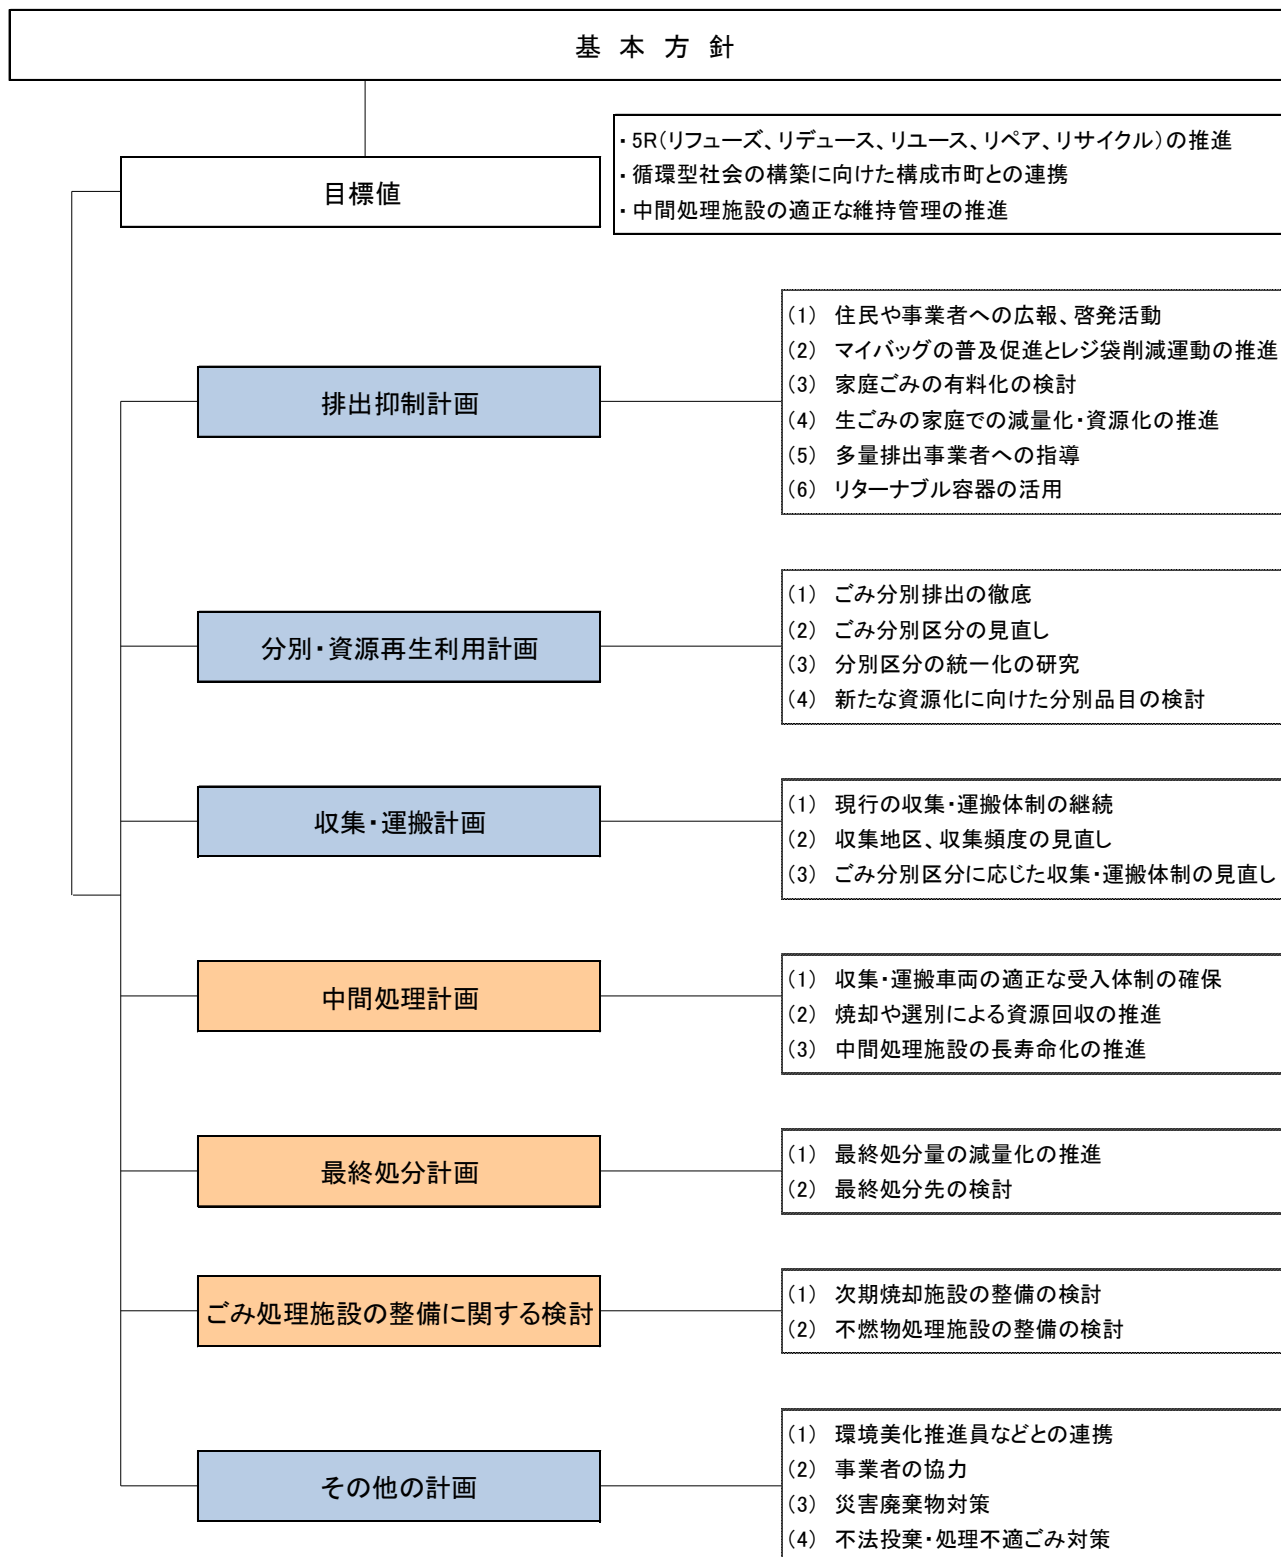 基 本 方 針
・5R(リフューズ、リデュース、リユース、リペア、リサイクル)の推進
・循環型社会の構築に向けた構成市町との連携
・中間処理施設の適正な維持管理の推進
目標値
排出抑制計画
(1) 住民や事業者への広報、啓発活動
(2) マイバッグの普及促進とレジ袋削減運動の推進
(3) 家庭ごみの有料化の検討
(4) 生ごみの家庭での減量化・資源化の推進
(5) 多量排出事業者への指導
(6) リターナブル容器の活用
分別・資源再生利用計画
(1) ごみ分別排出の徹底
(2) ごみ分別区分の見直し
(3) 分別区分の統一化の研究
(4) 新たな資源化に向けた分別品目の検討
収集・運搬計画
(1) 現行の収集・運搬体制の継続
(2) 収集地区、収集頻度の見直し
(3) ごみ分別区分に応じた収集・運搬体制の見直し
中間処理計画
(1) 収集・運搬車両の適正な受入体制の確保
(2) 焼却や選別による資源回収の推進
(3) 中間処理施設の長寿命化の推進
最終処分計画
(1) 最終処分量の減量化の推進
(2) 最終処分先の検討
ごみ処理施設の整備に関する検討
(1) 次期焼却施設の整備の検討
(2) 不燃物処理施設の整備の検討
その他の計画
(1) 環境美化推進員などとの連携
(2) 事業者の協力
(3) 災害廃棄物対策
(4) 不法投棄・処理不適ごみ対策